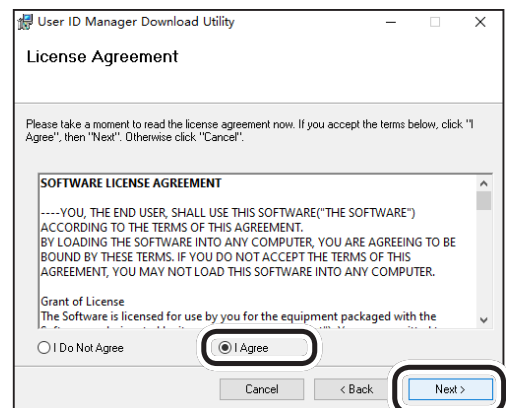 User ID Manager Download Utility
License Agreement
Please take a moment to read the license agreement now. If you accept the terms below, click "I
Agree", then "Next". Otherwise click "Cancel".
SOFTWARE LICENSE AGREEMENT
----YOU, THE END USER, SHALL USE THIS SOFTWARE("THE SOFTWARE")
ACCORDING TO THE TERMS OF THIS AGREEMENT.
BY LOADING THE SOFTWARE INTO ANY COMPUTER, YOU ARE AGREEING TO BE
BOUND BY THESE TERMS. IF YOU DO NOT ACCEPT THE TERMS OF THIS
AGREEMENT, YOU MAY NOT LOAD THIS SOFTWARE INTO ANY COMPUTER.
Grant of License
The Software is licensed for use by you for the equipment packaged with the
I Do Not Agree
I Agree
Cancel
< Back
Next >